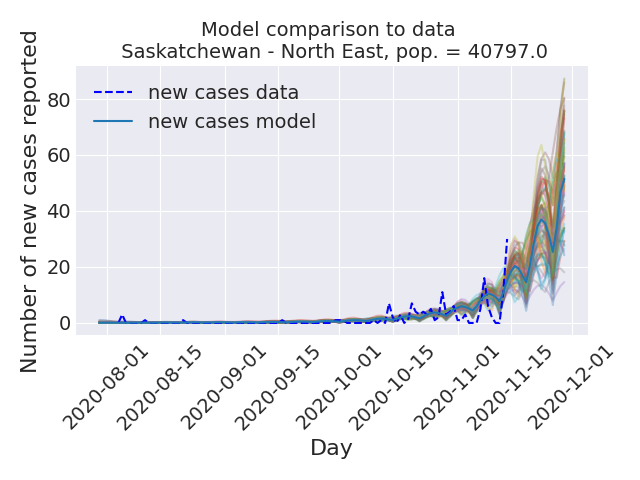 Model comparison to data
Saskatchewan - North East, pop. = 40797.0
Number of new cases reported
80
60
40
20
0
new cases data
new cases model
2020-08-01
2020-08-15
2020-09-01
2020-09-15
2020-10-01
2020-10-15
2020-11-01
2020-11-15
2020-12-01
Day